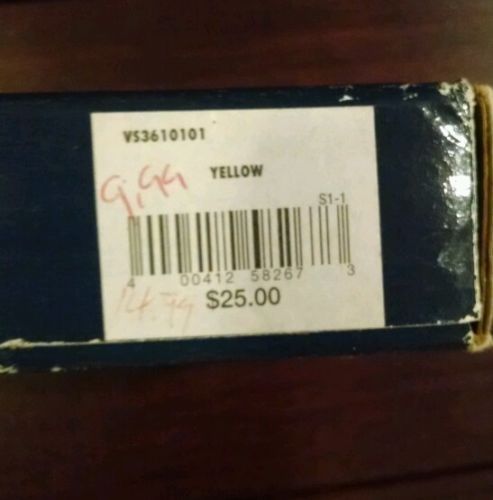 VS3610101
9.99
YELLOW
S1-1
4 00412 58267 3
14.99
$25.00